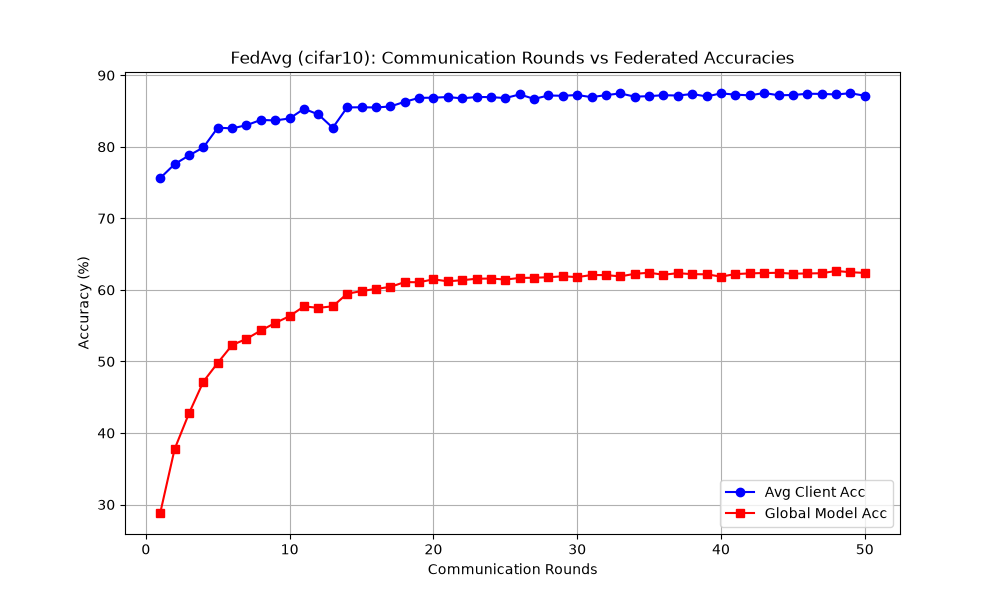 FedAvg (cifar10): Communication Rounds vs Federated Accuracies
Accuracy (%)
90
80
70
60
50
40
30
0 10 20 30 40 50
Communication Rounds
Avg Client Acc
Global Model Acc